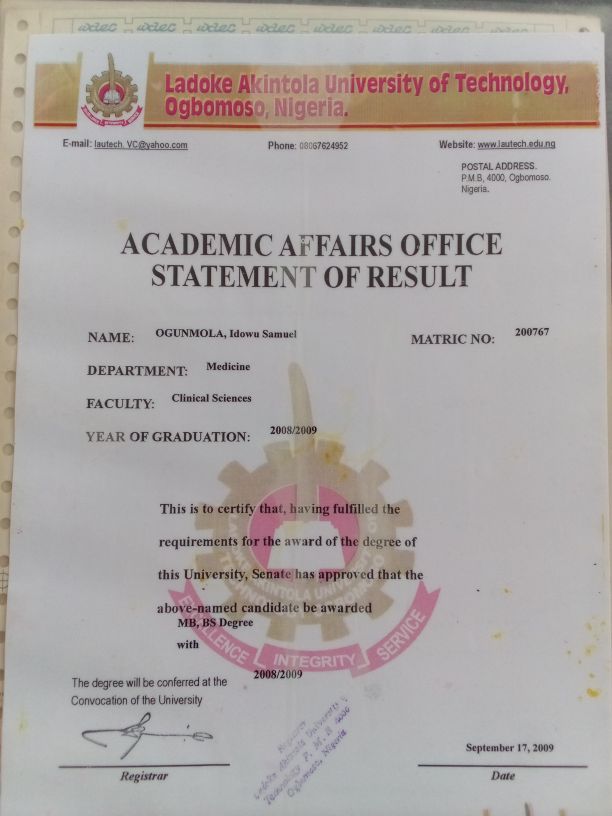 Ladoke Akintola University of Technology,
Ogbomoso, Nigeria.
E-mail: lautech_VC@yahoo.com Phone: 08067624952 Website: www.lautech.edu.ng
POSTAL ADDRESS.
P.M.B, 4000, Ogbomoso.
Nigeria.
ACADEMIC AFFAIRS OFFICE
STATEMENT OF RESULT
NAME: OGUNMOLA, Idowu Samuel MATRIC NO: 200767
DEPARTMENT: Medicine
FACULTY: Clinical Sciences
YEAR OF GRADUATION: 2008/2009
This is to certify that, having fulfilled the
requirements for the award of the degree of
this University, Senate has approved that the
above-named candidate be awarded
MB, BS Degree
with
2008/2009
The degree will be conferred at the
Convocation of the University
EXCELLENCE INTEGRITY SERVICE
Registrar
Ladoke Akintola University
Technology P. M. B 4000
Ogbomoso, Nigeria
September 17, 2009
Registrar Date